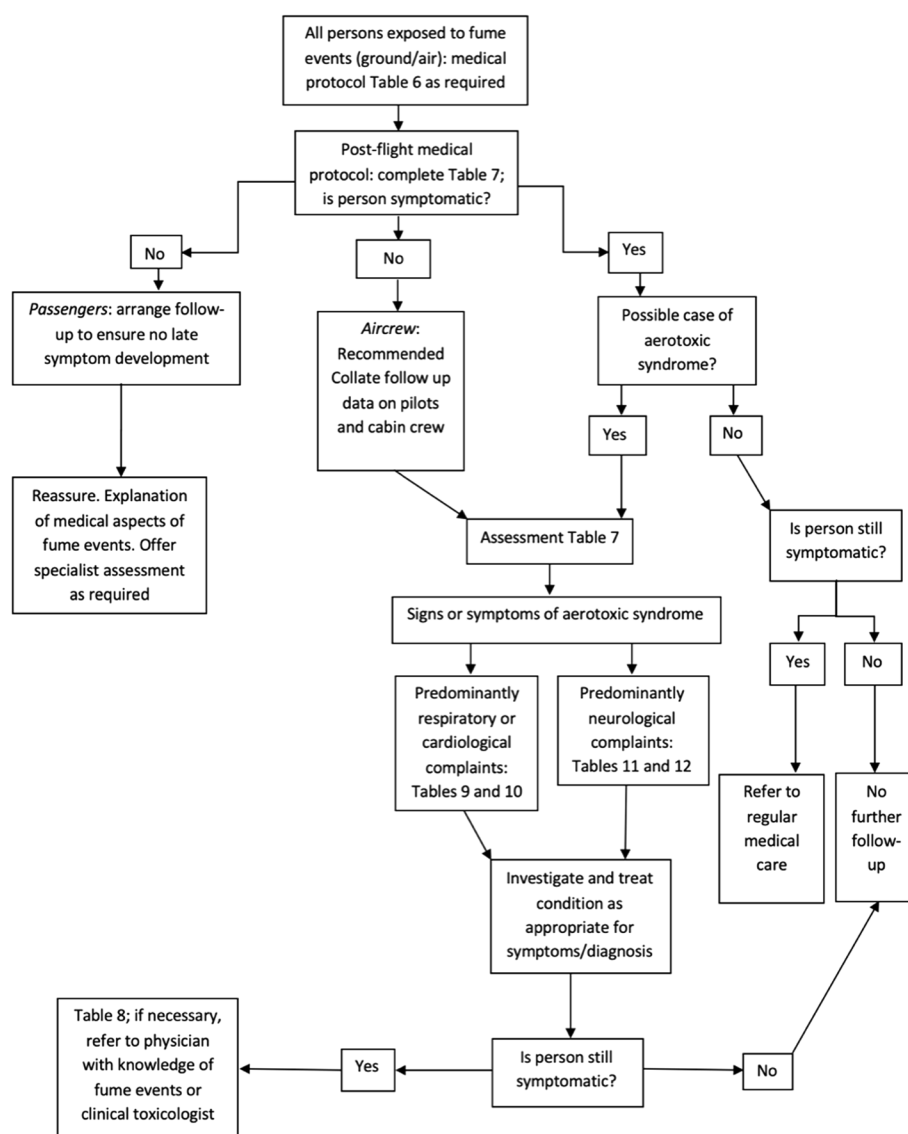 All persons exposed to fume
events (ground/air): medical
protocol Table 6 as required
Post-flight medical
protocol: complete Table 7;
is person symptomatic?
No
No
Yes
Passengers: arrange follow-
up to ensure no late
symptom development
Aircrew:
Recommended
Collate follow up
data on pilots
and cabin crew
Possible case of
aerotoxic
syndrome?
Yes
No
Reassure. Explanation
of medical aspects of
fume events. Offer
specialist assessment
as required
Assessment Table 7
Is person still
symptomatic?
Signs or symptoms of aerotoxic syndrome
Yes
No
Predominantly
respiratory or
cardiological
complaints:
Tables 9 and 10
Predominantly
neurological
complaints:
Tables 11 and 12
Refer to
regular
medical
care
No
further
follow-
up
Investigate and treat
condition as
appropriate for
symptoms/diagnosis
Table 8; if necessary,
refer to physician
with knowledge of
fume events or
clinical toxicologist
Yes
Is person still
symptomatic?
No